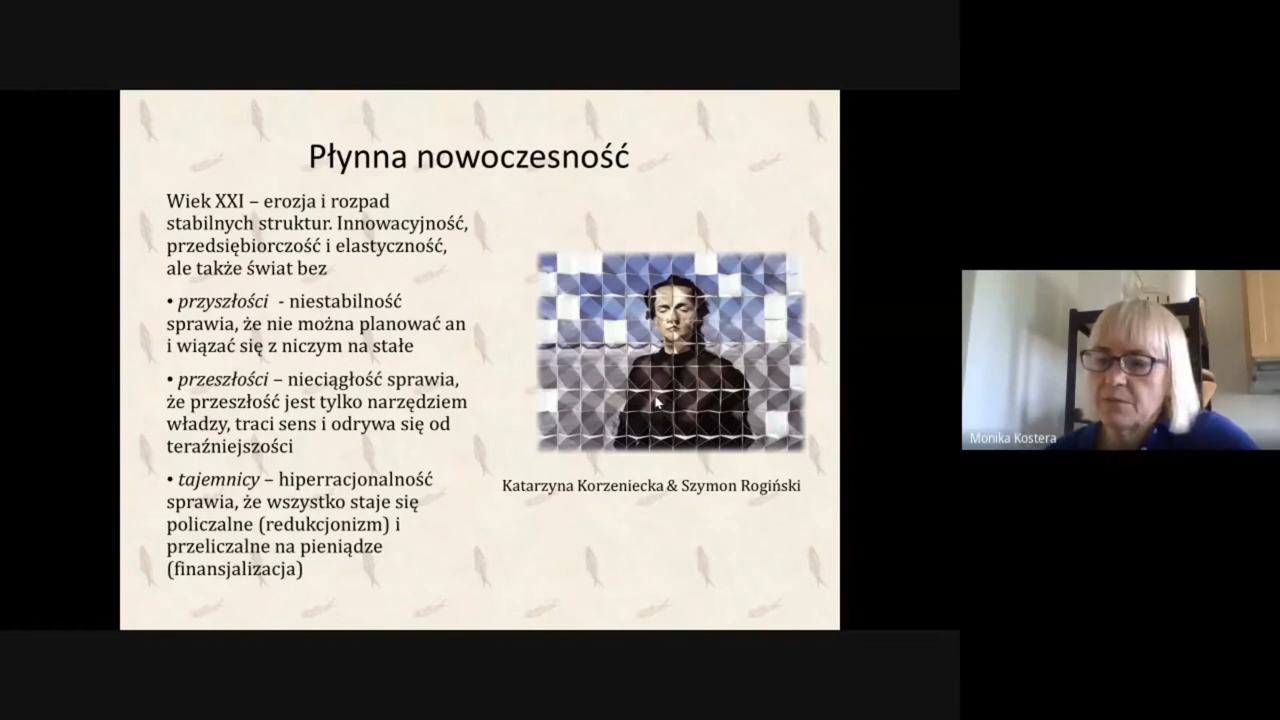 Płynna nowoczesność
Wiek XXI – erozja i rozpad
stabilnych struktur. Innowacyjność,
przedsiębiorczość i elastyczność,
ale także świat bez
• przyszłości - niestabilność
sprawia, że nie można planować an
i wiązać się z niczym na stałe
• przeszłości – nieciągłość sprawia,
że przeszłość jest tylko narzędziem
władzy, traci sens i odrywa się od
teraźniejszości
• tajemnicy – hiperracjonalność
sprawia, że wszystko staje się
policzalne (redukcjonizm) i
przeliczalne na pieniądze
(finansjalizacja)
Katarzyna Korzeniecka & Szymon Rogiński
Monika Kostera